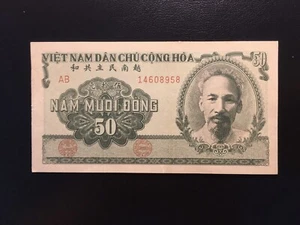 VIỆT NAM DÂN CHỦ CỘNG HÒA
和共主民南越
AB 14608958
50
NĂM MƯƠI ĐỒNG
50